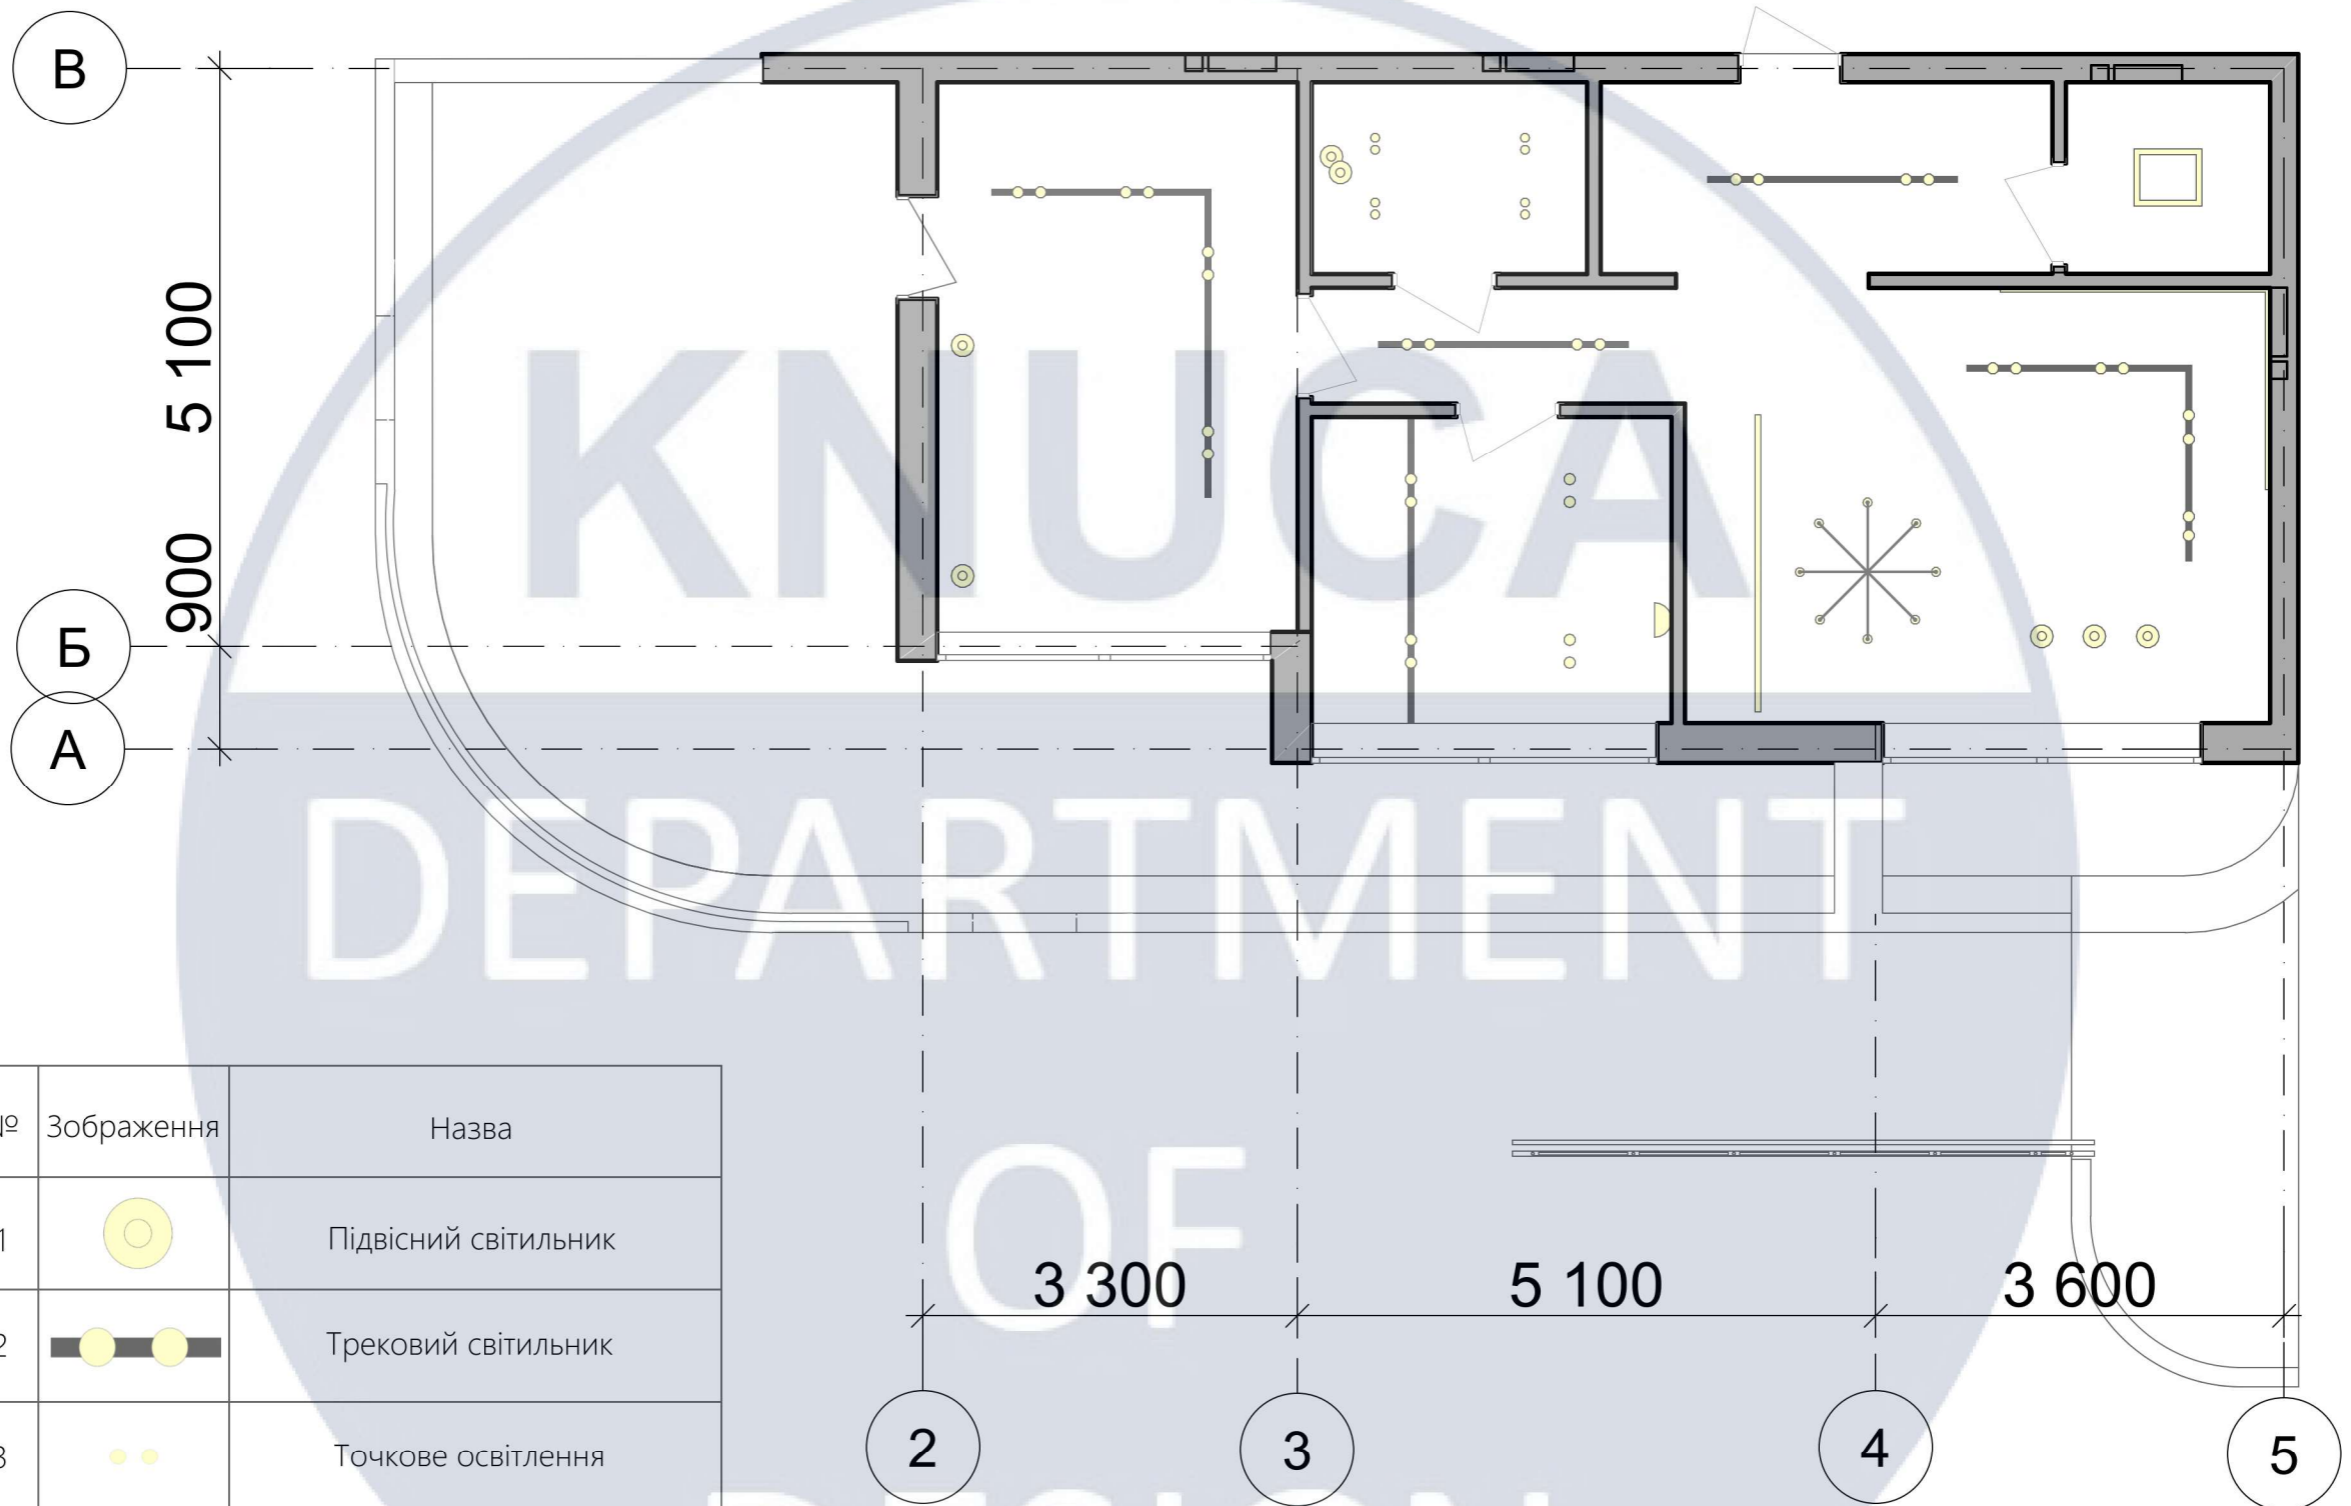 В
5 100
900
Б
А
KNUCA
DEPARTMENT
OF
3 300
5 100
3 600
2
3
4
5
№ Зображення Назва
1 Підвісний світильник
2 Трековий світильник
3 Точкове освітлення